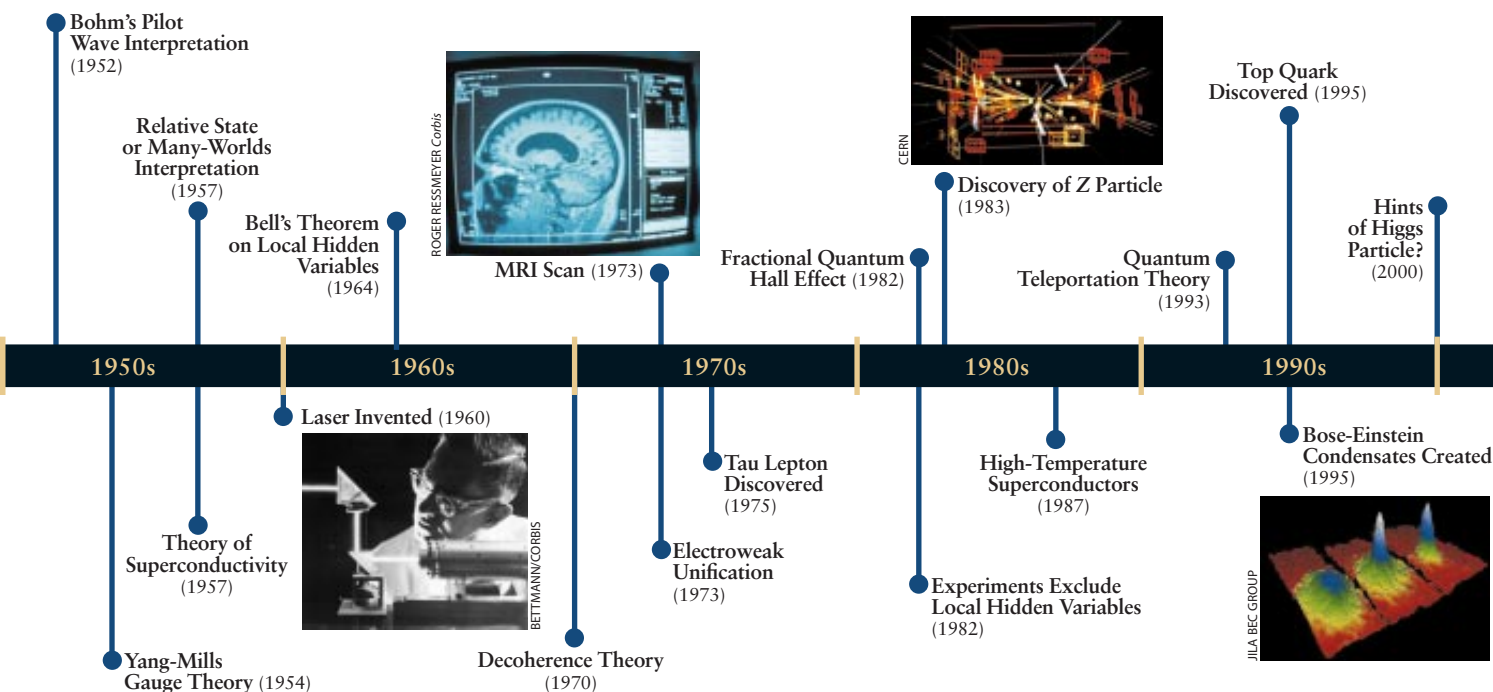 Bohm's Pilot
Wave Interpretation
(1952)
Relative State
or Many-Worlds
Interpretation
(1957)
Bell's Theorem
on Local Hidden
Variables
(1964)
ROGER RESSMEYER Corbis
MRI Scan (1973)
Fractional Quantum
Hall Effect (1982)
CERN
Discovery of Z Particle
(1983)
Quantum
Teleportation Theory
(1993)
Top Quark
Discovered (1995)
Hints
of Higgs
Particle?
(2000)
1950s
1960s
1970s
1980s
1990s
Yang-Mills
Gauge Theory (1954)
Theory of
Superconductivity
(1957)
Laser Invented (1960)
BETTMANN/CORBIS
Decoherence Theory
(1970)
Electroweak
Unification
(1973)
Tau Lepton
Discovered
(1975)
Experiments Exclude
Local Hidden Variables
(1982)
High-Temperature
Superconductors
(1987)
Bose-Einstein
Condensates Created
(1995)
JILA BEC GROUP